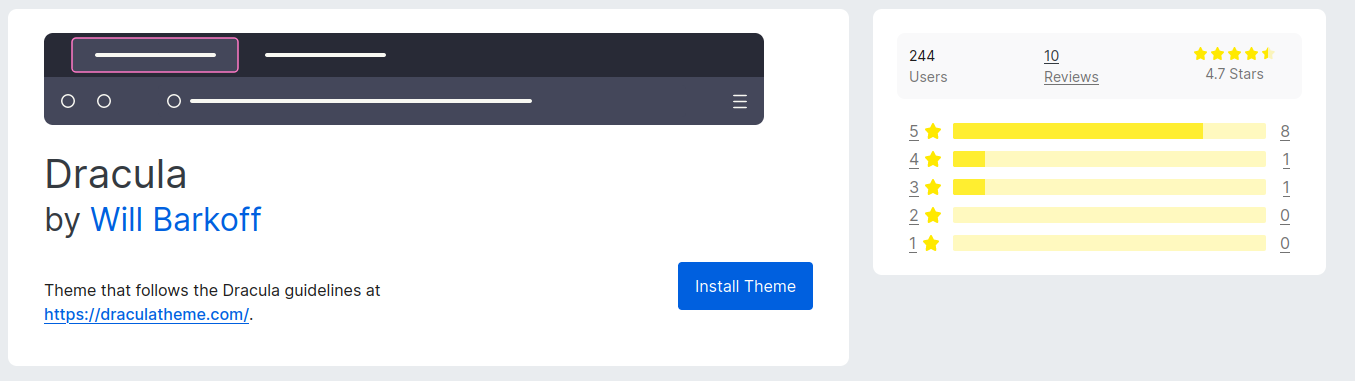 Dracula
by Will Barkoff
Theme that follows the Dracula guidelines at
https://draculatheme.com/.
Install Theme
244
Users
10
Reviews
4.7 Stars
5 8
4 1
3 1
2 0
1 0